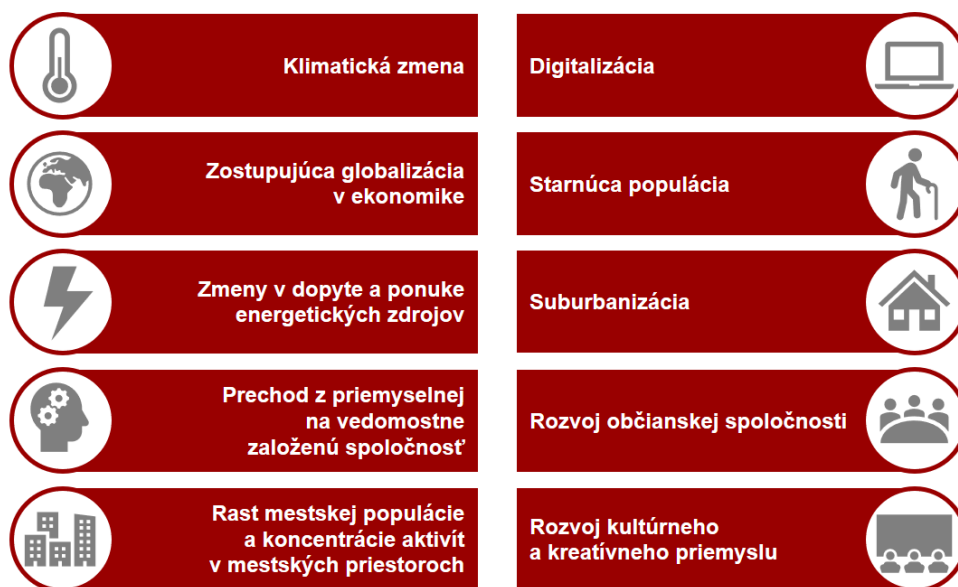 Klimatická zmena
Digitalizácia
Zostupujúca globalizácia
v ekonomike
Starnúca populácia
Zmeny v dopyte a ponuke
energetických zdrojov
Suburbanizácia
Prechod z priemyselnej
na vedomostne
založenú spoločnosť
Rozvoj občianskej spoločnosti
Rast mestskej populácie
a koncentrácie aktivít
v mestských priestoroch
Rozvoj kultúrneho
a kreatívneho priemyslu